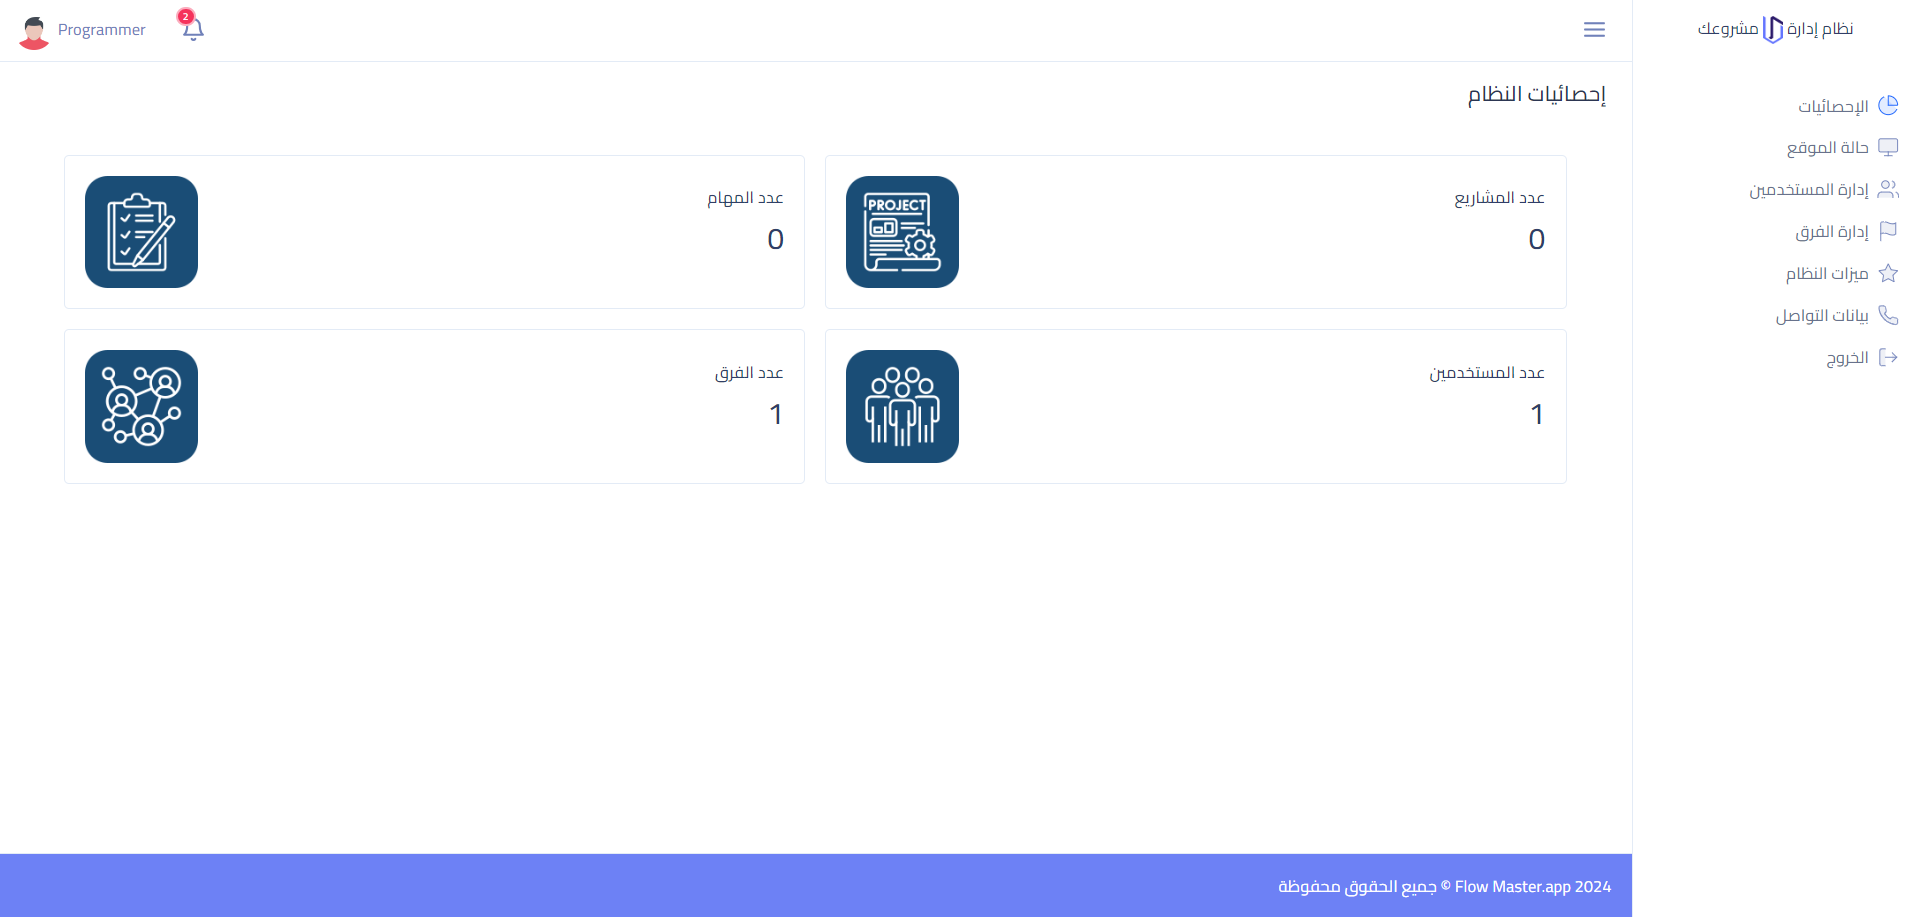 نظام إدارة مشروعك
Programmer
2
الإحصائيات
حالة الموقع
إدارة المستخدمين
إدارة الفرق
ميزات النظام
بيانات التواصل
الخروج
إحصائيات النظام
عدد المشاريع
0
PROJECT
عدد المهام
0
عدد المستخدمين
1
عدد الفرق
1
2024 Flow Master.app © جميع الحقوق محفوظة